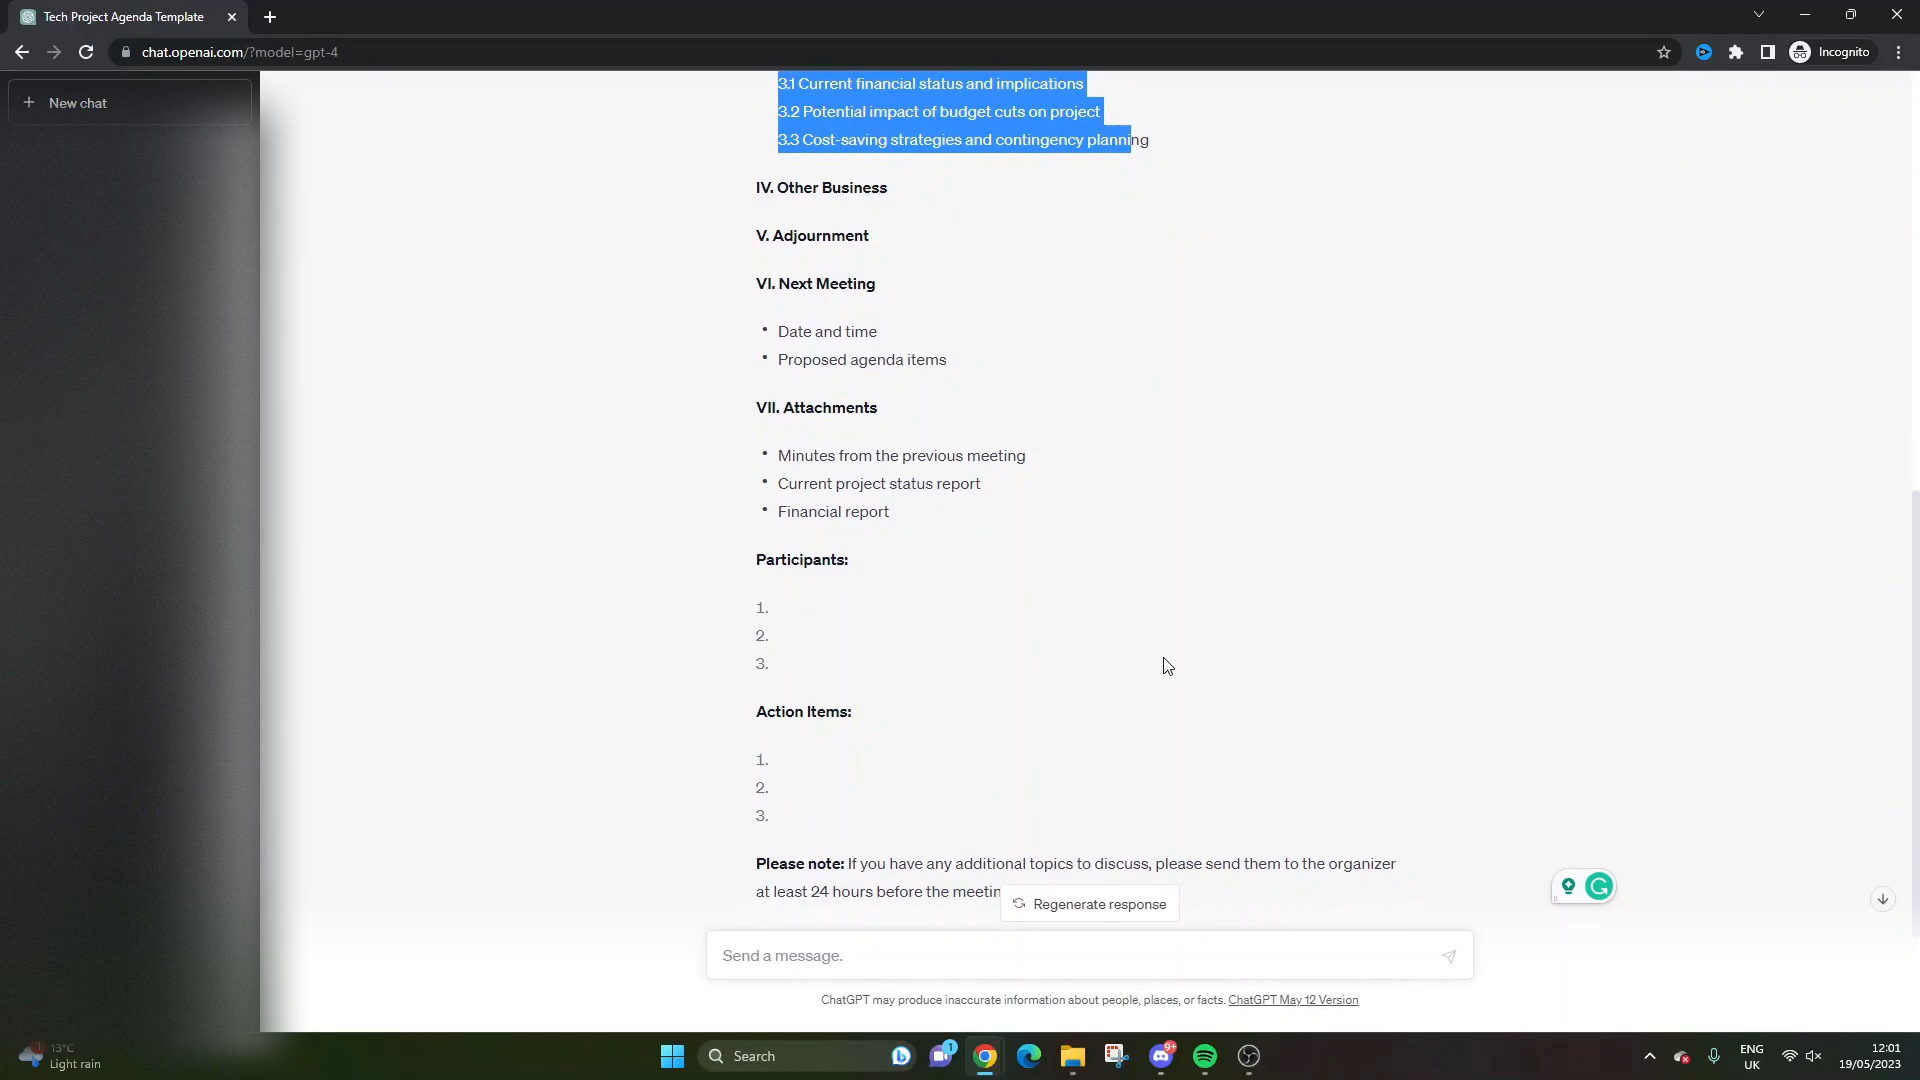 Tech Project Agenda Template
chat.openai.com/?model=gpt-4
Incognito
New chat
3.1 Current financial status and implications
3.2 Potential impact of budget cuts on project
3.3 Cost-saving strategies and contingency planning
IV. Other Business
V. Adjournment
VI. Next Meeting
• Date and time
• Proposed agenda items
VII. Attachments
• Minutes from the previous meeting
• Current project status report
• Financial report
Participants:
1.
2.
3.
Action Items:
1.
2.
3.
Please note: If you have any additional topics to discuss, please send them to the organizer
at least 24 hours before the meetin
Regenerate response
Send a message.
ChatGPT may produce inaccurate information about people, places, or facts. ChatGPT May 12 Version
1
13°C
Light rain
Search
1
9+
ENG
UK
12:01
19/05/2023